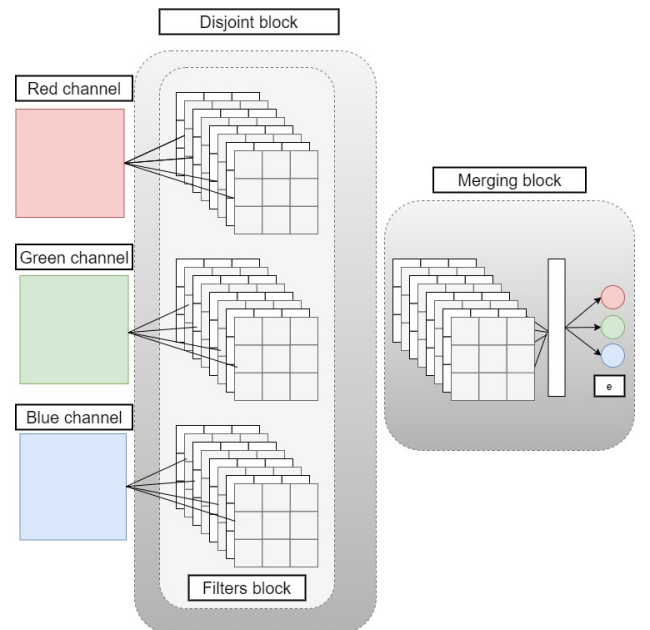 Disjoint block
Red channel
Green channel
Blue channel
Filters block
Merging block
e